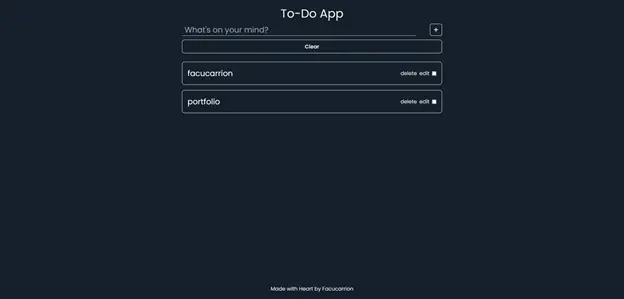 To-Do App
What's on your mind? +
Clear
facucarrion delete edit
portfolio delete edit
Made with Heart by Facucarrion